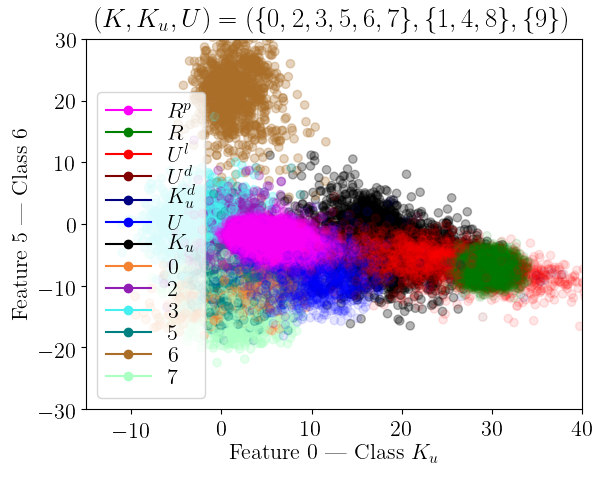 (K, K_u, U) = ({0, 2, 3, 5, 6, 7}, {1, 4, 8}, {9})
30
20
10
0
−10
−20
−30
Feature 5 — Class 6
R^p
R
U^l
U^d
K_u^d
U
K_u
0
2
3
5
6
7
−10
0
10
20
30
40
Feature 0 — Class K_u